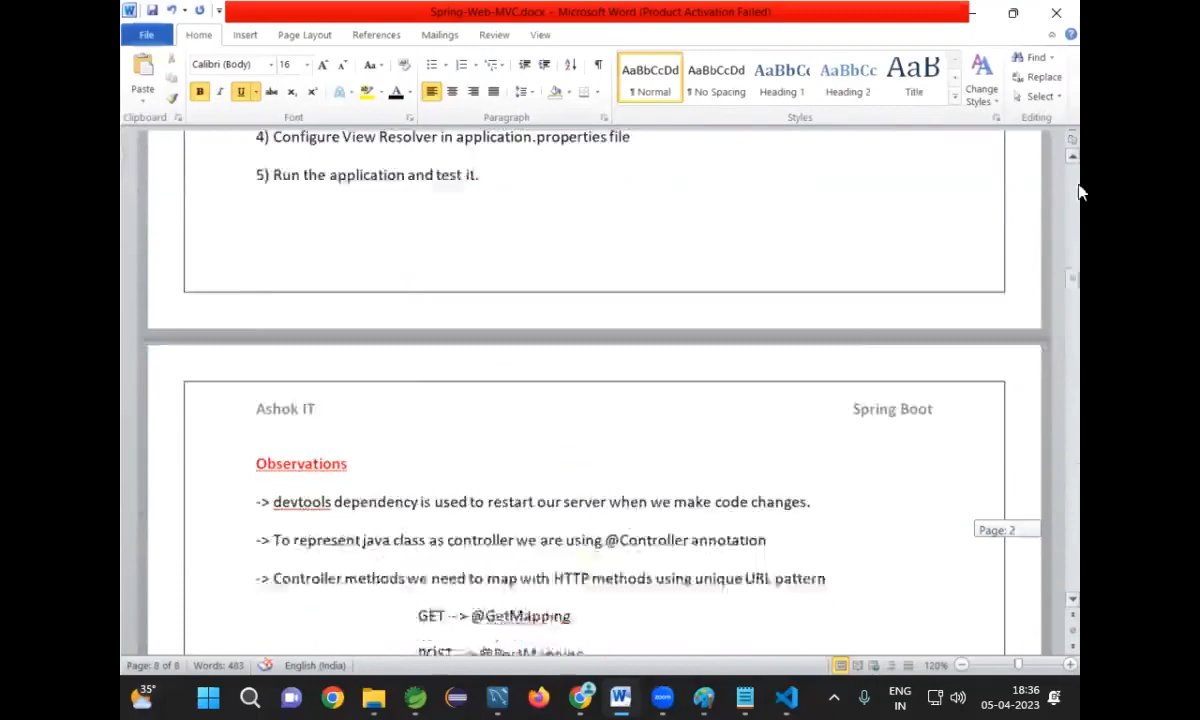 Spring-Web-MVC.docx - Microsoft Word (Product Activation Failed)
File Home Insert Page Layout References Mailings Review View
Calibri (Body) 16
Paste
AaBbCcDd AaBbCcDd AaBbCc AaBbCc AaB
¶ Normal ¶ No Spacing Heading 1 Heading 2 Title
Change Styles
Find
Replace
Select
Clipboard Font Paragraph Styles Editing
4) Configure View Resolver in application.properties file
5) Run the application and test it.
Ashok IT Spring Boot
Observations
-> devtools dependency is used to restart our server when we make code changes.
Page: 2
-> To represent java class as controller we are using @Controller annotation
-> Controller methods we need to map with HTTP methods using unique URL pattern
GET --> @GetMapping
Page: 8 of 8 Words: 483 English (India) 120%
35°
ENG
IN
18:36
05-04-2023